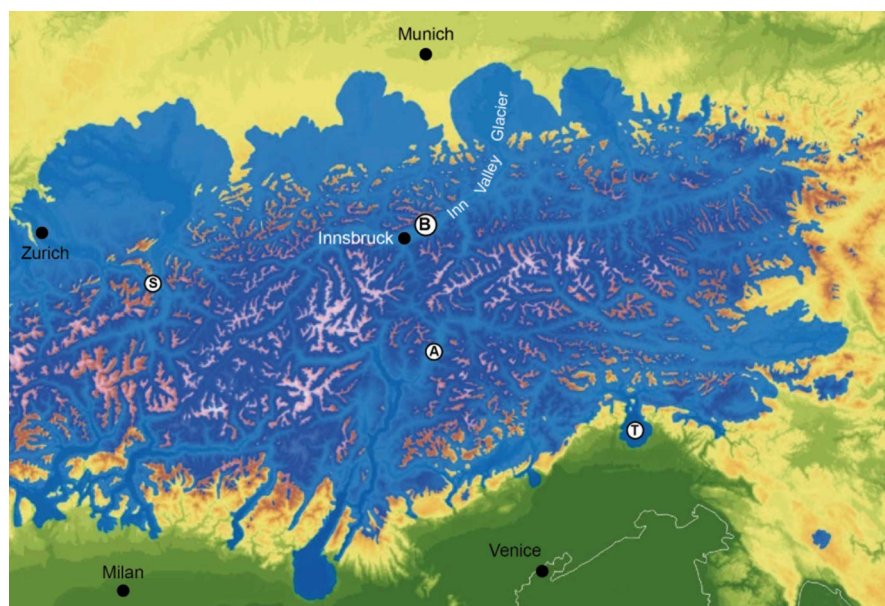 Munich
Inn Valley Glacier
B
Innsbruck
Zurich
S
A
T
Venice
Milan